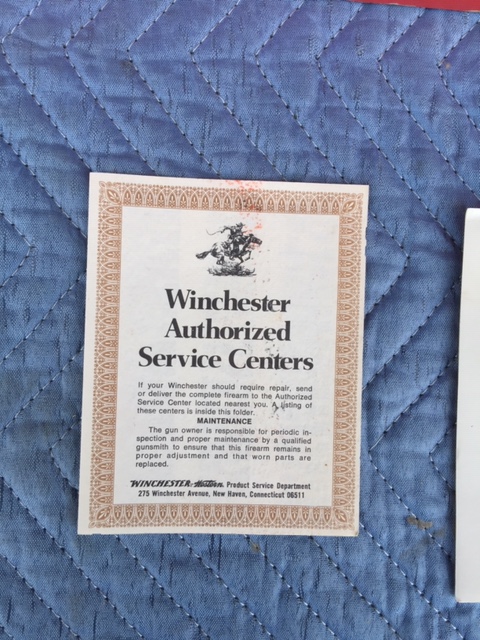 Winchester
Authorized
Service Centers
If your Winchester should require repair, send
or deliver the complete firearm to the Authorized
Service Center located nearest you. A listing of
these centers is inside this folder.
MAINTENANCE
The gun owner is responsible for periodic in-
spection and proper maintenance by a qualified
gunsmith to ensure that this firearm remains in
proper adjustment and that worn parts are
replaced.
WINCHESTER-Western Product Service Department
275 Winchester Avenue, New Haven, Connecticut 06511